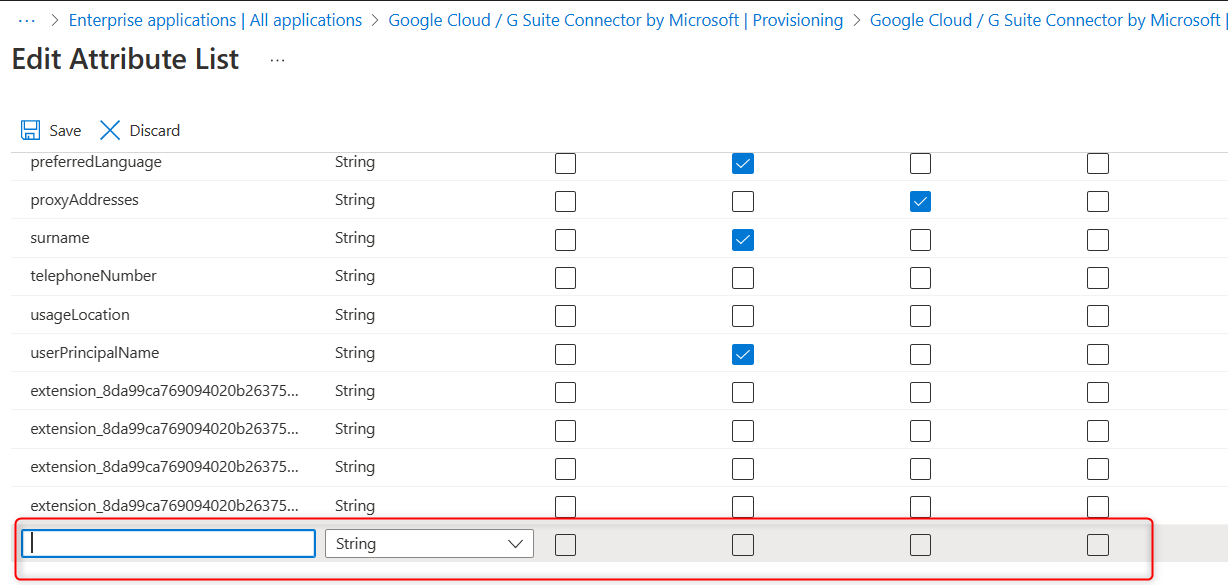 ··· > Enterprise applications | All applications > Google Cloud / G Suite Connector by Microsoft | Provisioning > Google Cloud / G Suite Connector by Microsoft |
Edit Attribute List ···
Save Discard
preferredLanguage String
proxyAddresses String
surname String
telephoneNumber String
usageLocation String
userPrincipalName String
extension_8da99ca769094020b26375... String
extension_8da99ca769094020b26375... String
extension_8da99ca769094020b26375... String
extension_8da99ca769094020b26375... String
String